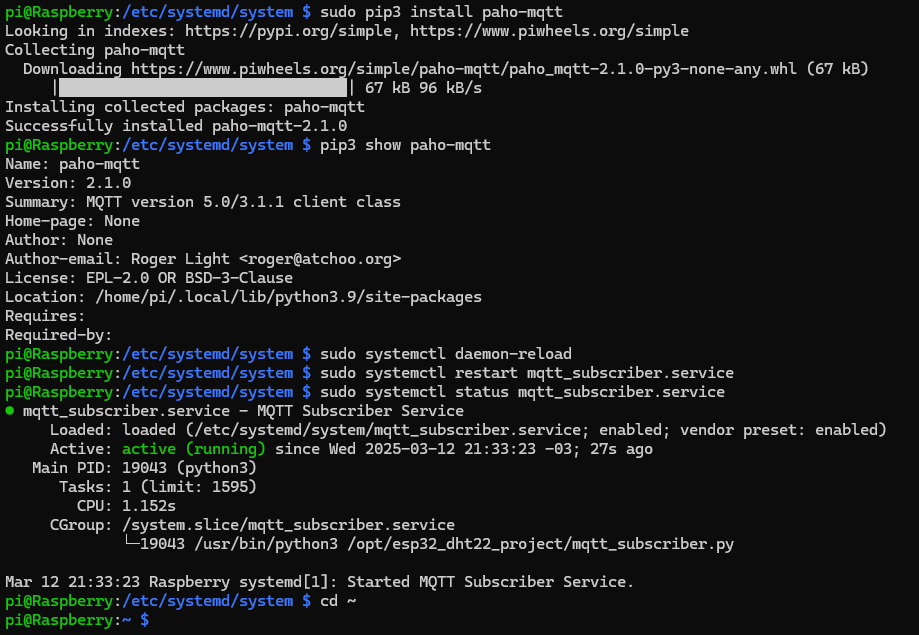 pi@Raspberry:/etc/systemd/system $ sudo pip3 install paho-mqtt
Looking in indexes: https://pypi.org/simple, https://www.piwheels.org/simple
Collecting paho-mqtt
  Downloading https://www.piwheels.org/simple/paho-mqtt/paho_mqtt-2.1.0-py3-none-any.whl (67 kB)
     |████████████████████████████████| 67 kB 96 kB/s
Installing collected packages: paho-mqtt
Successfully installed paho-mqtt-2.1.0
pi@Raspberry:/etc/systemd/system $ pip3 show paho-mqtt
Name: paho-mqtt
Version: 2.1.0
Summary: MQTT version 5.0/3.1.1 client class
Home-page: None
Author: None
Author-email: Roger Light <roger@atchoo.org>
License: EPL-2.0 OR BSD-3-Clause
Location: /home/pi/.local/lib/python3.9/site-packages
Requires:
Required-by:
pi@Raspberry:/etc/systemd/system $ sudo systemctl daemon-reload
pi@Raspberry:/etc/systemd/system $ sudo systemctl restart mqtt_subscriber.service
pi@Raspberry:/etc/systemd/system $ sudo systemctl status mqtt_subscriber.service
● mqtt_subscriber.service - MQTT Subscriber Service
     Loaded: loaded (/etc/systemd/system/mqtt_subscriber.service; enabled; vendor preset: enabled)
     Active: active (running) since Wed 2025-03-12 21:33:23 -03; 27s ago
   Main PID: 19043 (python3)
      Tasks: 1 (limit: 1595)
        CPU: 1.152s
     CGroup: /system.slice/mqtt_subscriber.service
             └─19043 /usr/bin/python3 /opt/esp32_dht22_project/mqtt_subscriber.py

Mar 12 21:33:23 Raspberry systemd[1]: Started MQTT Subscriber Service.
pi@Raspberry:/etc/systemd/system $ cd ~
pi@Raspberry:~ $